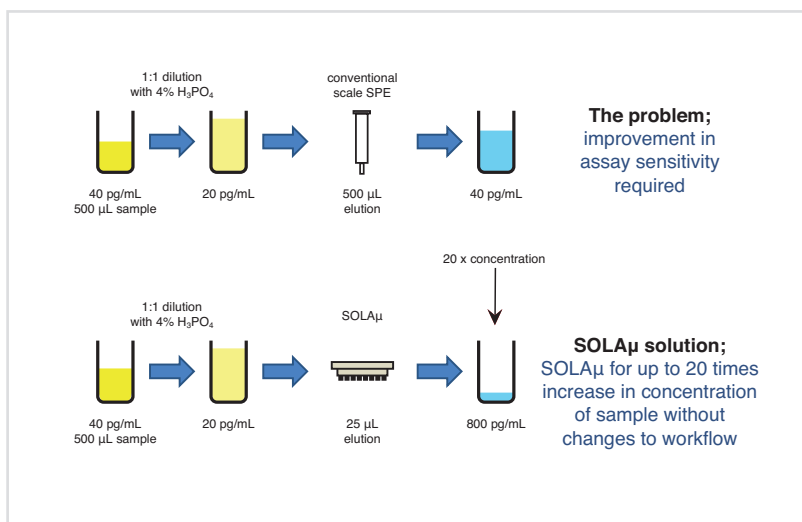 1:1 dilution
with 4% H₃PO₄
conventional
scale SPE
40 pg/mL
500 µL sample
20 pg/mL
500 µL
elution
40 pg/mL
The problem;
improvement in
assay sensitivity
required
20 x concentration
1:1 dilution
with 4% H₃PO₄
SOLAµ
40 pg/mL
500 µL sample
20 pg/mL
25 µL
elution
800 pg/mL
SOLAµ solution;
SOLAµ for up to 20 times
increase in concentration
of sample without
changes to workflow